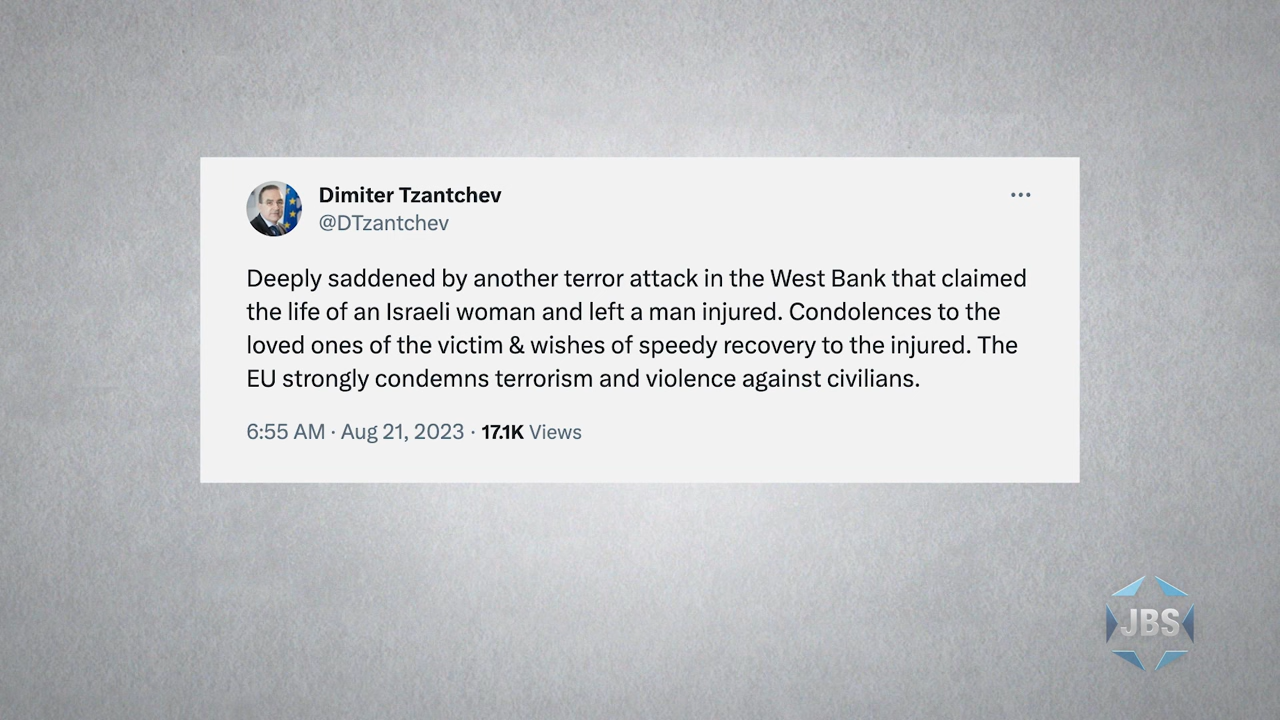 Dimiter Tzantchev
@DTzantchev
Deeply saddened by another terror attack in the West Bank that claimed
the life of an Israeli woman and left a man injured. Condolences to the
loved ones of the victim & wishes of speedy recovery to the injured. The
EU strongly condemns terrorism and violence against civilians.
6:55 AM · Aug 21, 2023 · 17.1K Views
JBS